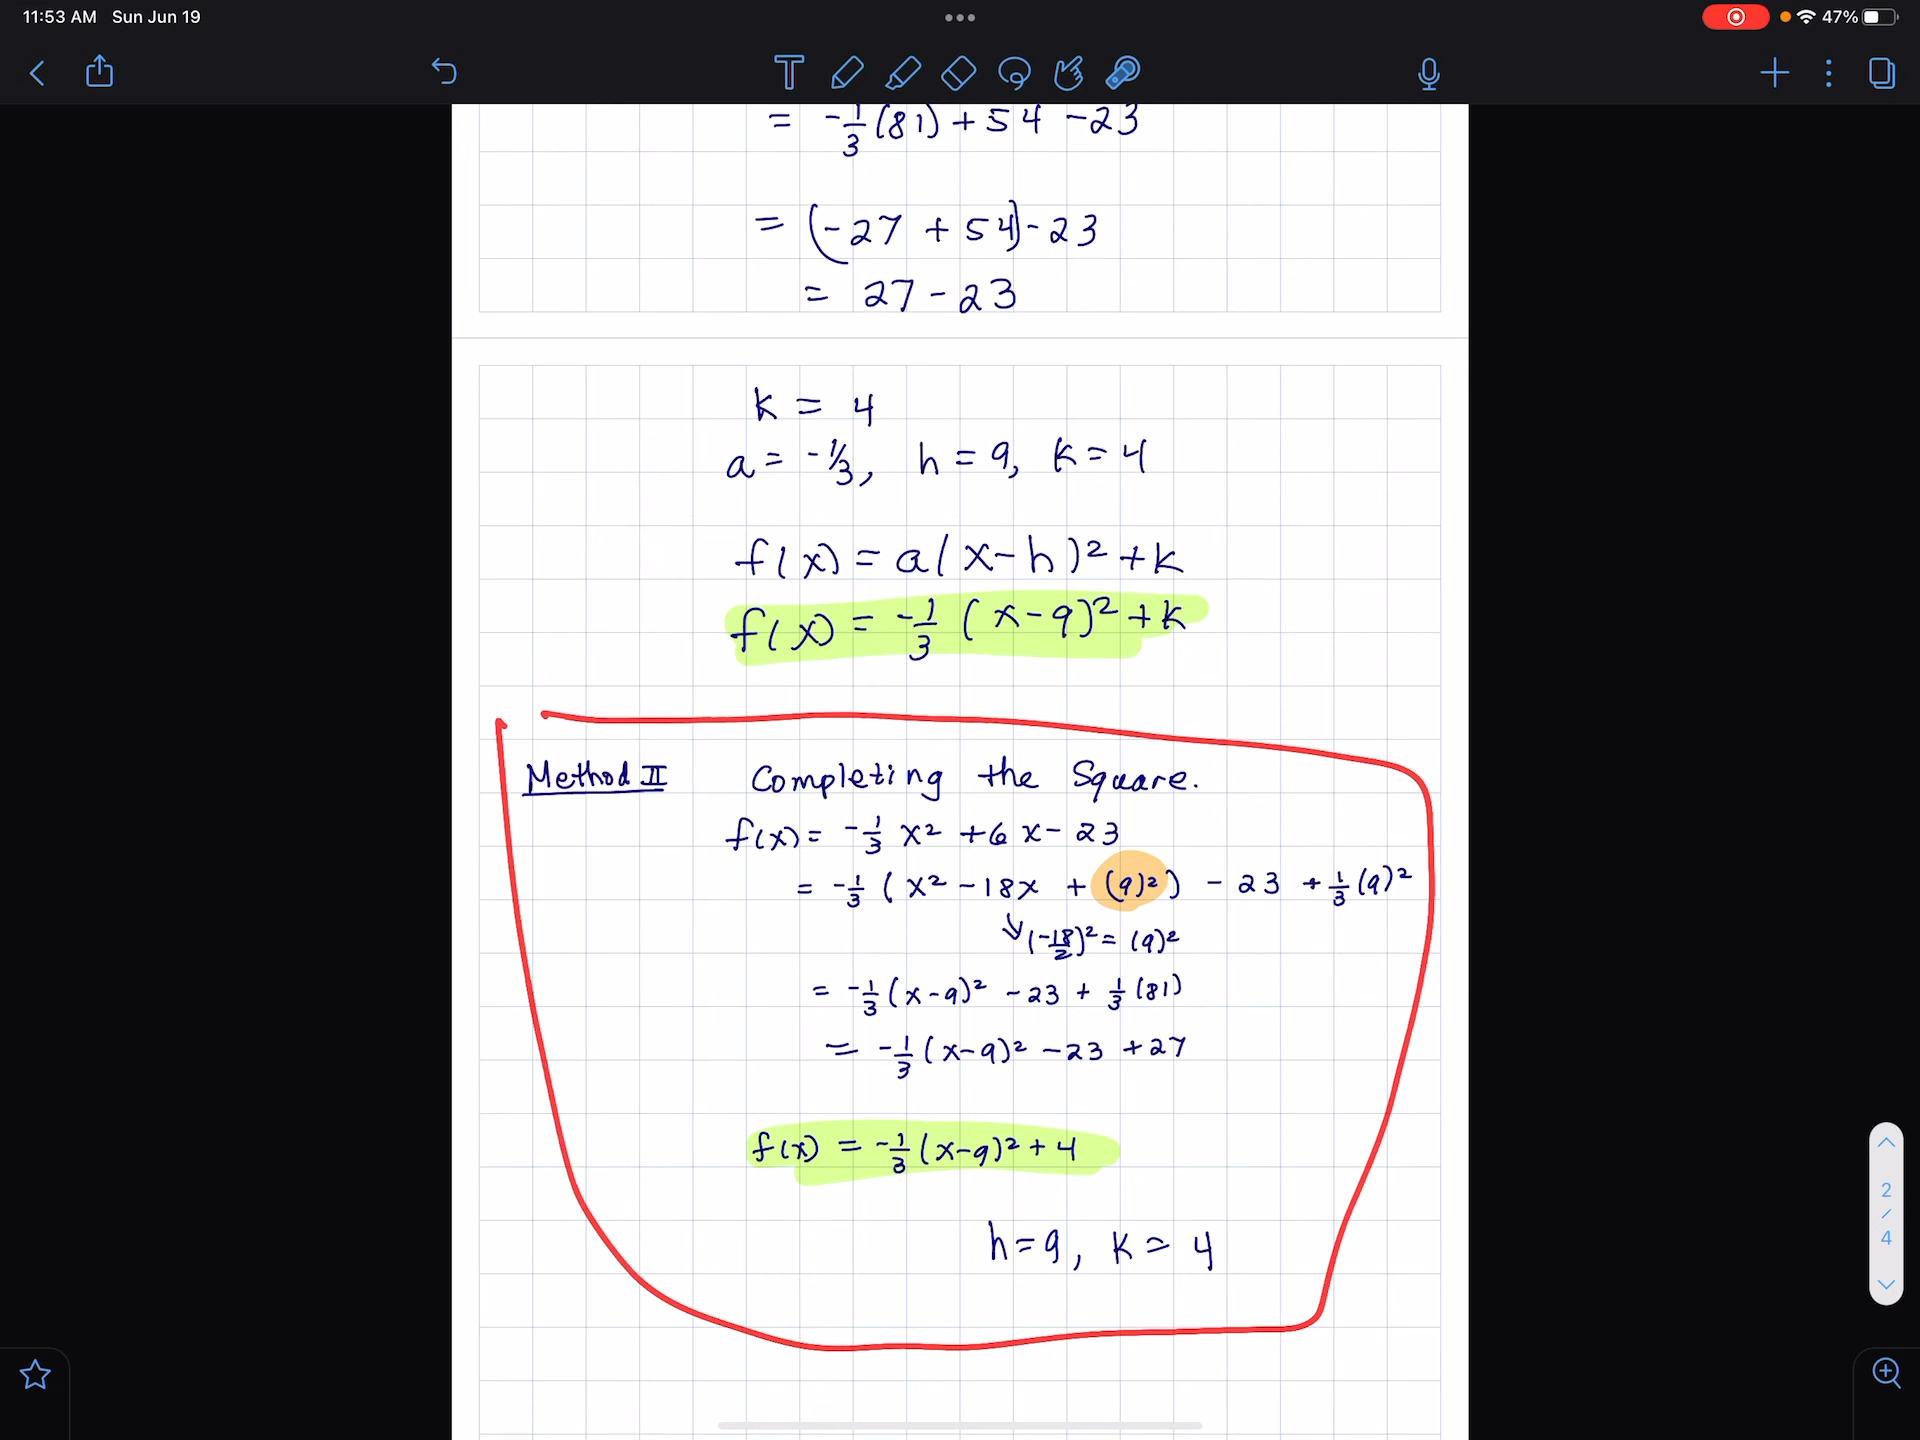 11:53 AM Sun Jun 19
47%
= -1/3 (81) + 54 - 23
= (-27 + 54) - 23
= 27 - 23
k = 4
a = -1/3, h = 9, k = 4
f(x) = a(x-h)² + k
f(x) = -1/3 (x-9)² + k
Method II Completing the Square.
f(x) = -1/3 x² + 6x - 23
= -1/3 (x² - 18x + (9)²) - 23 + 1/3 (9)²
(-18/2)² = (9)²
= -1/3 (x-9)² - 23 + 1/3 (81)
= -1/3 (x-9)² - 23 + 27
f(x) = -1/3 (x-9)² + 4
h = 9, k = 4
2
/
4